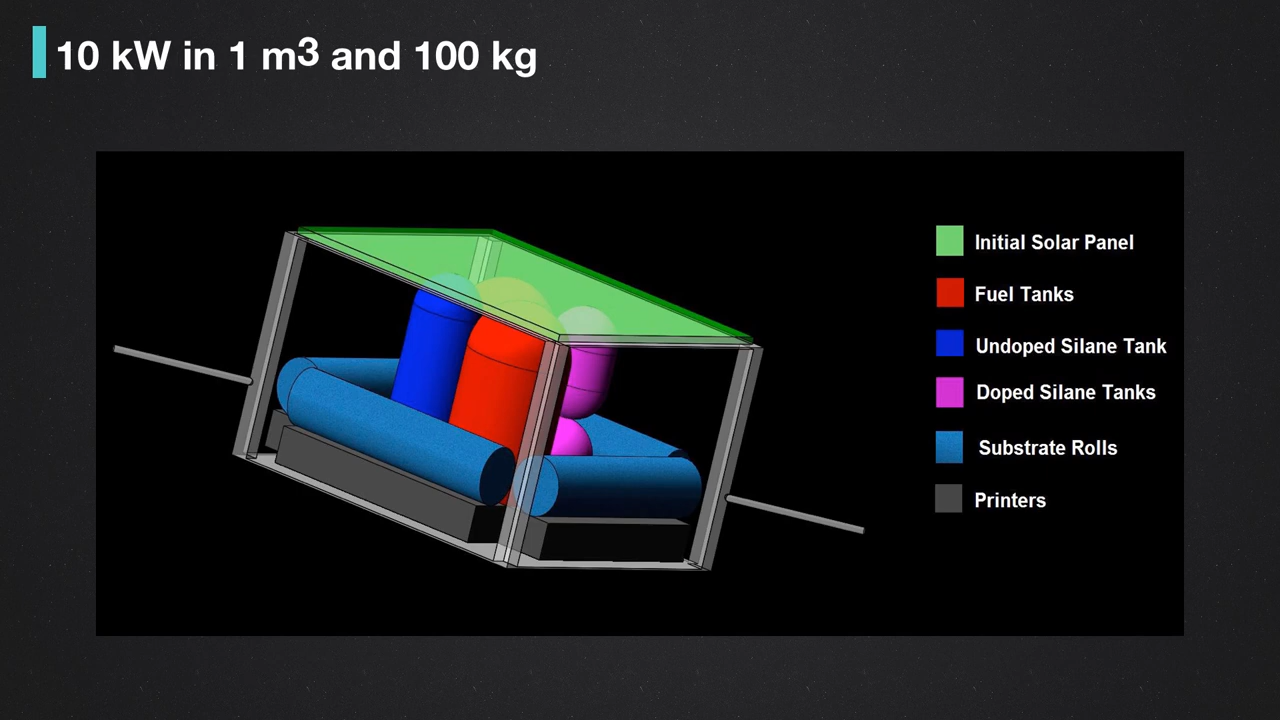 10 kW in 1 m3 and 100 kg
Initial Solar Panel
Fuel Tanks
Undoped Silane Tank
Doped Silane Tanks
Substrate Rolls
Printers